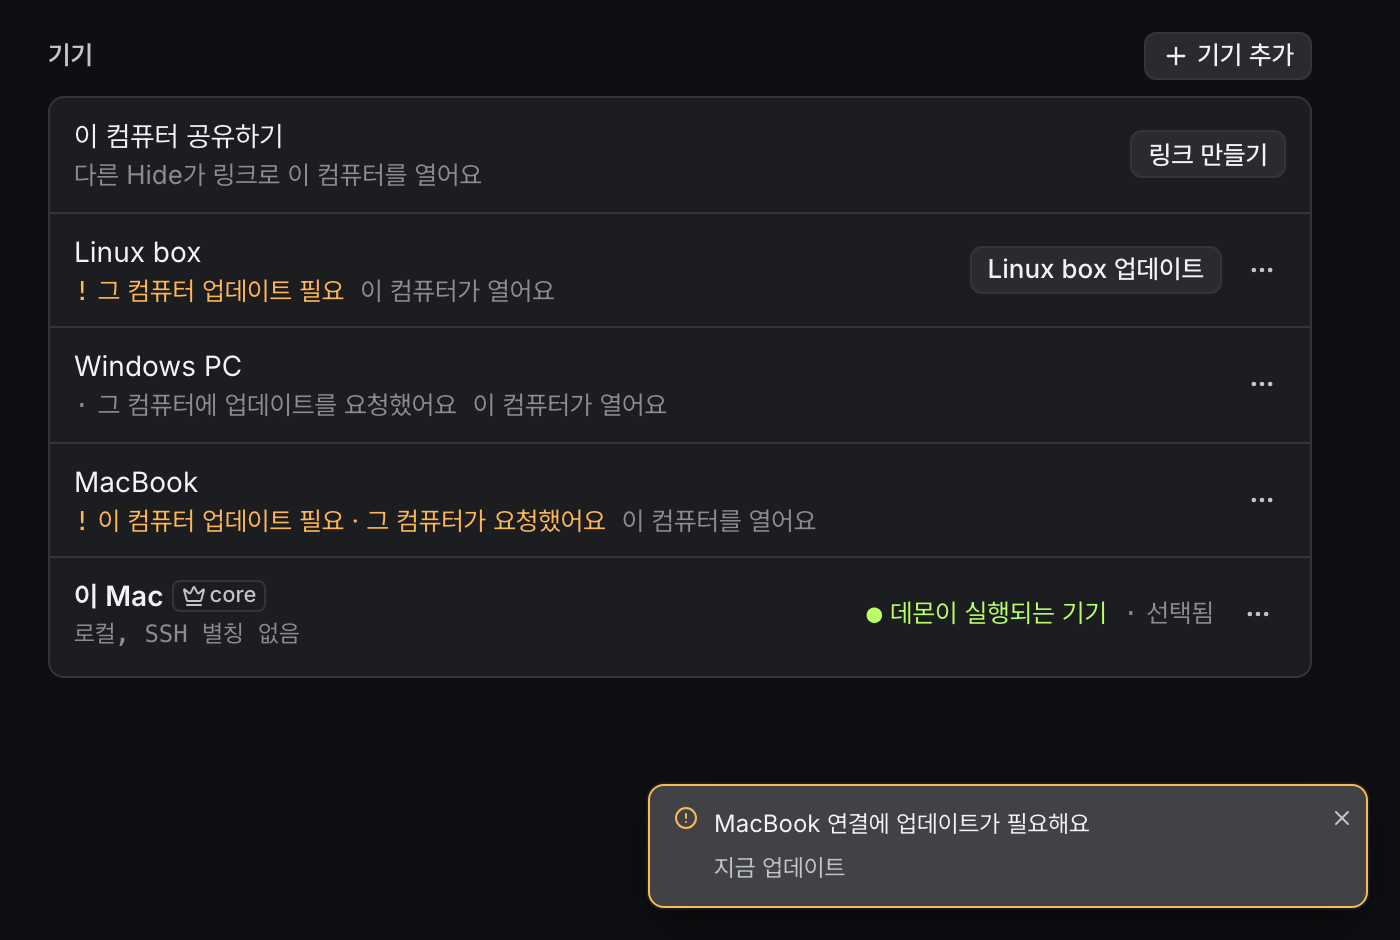 기기
+ 기기 추가
이 컴퓨터 공유하기
다른 Hide가 링크로 이 컴퓨터를 열어요
링크 만들기
Linux box
! 그 컴퓨터 업데이트 필요 이 컴퓨터가 열어요
Linux box 업데이트
Windows PC
· 그 컴퓨터에 업데이트를 요청했어요 이 컴퓨터가 열어요
MacBook
! 이 컴퓨터 업데이트 필요 · 그 컴퓨터가 요청했어요 이 컴퓨터를 열어요
이 Mac core
로컬, SSH 별칭 없음
데몬이 실행되는 기기 · 선택됨
MacBook 연결에 업데이트가 필요해요
지금 업데이트